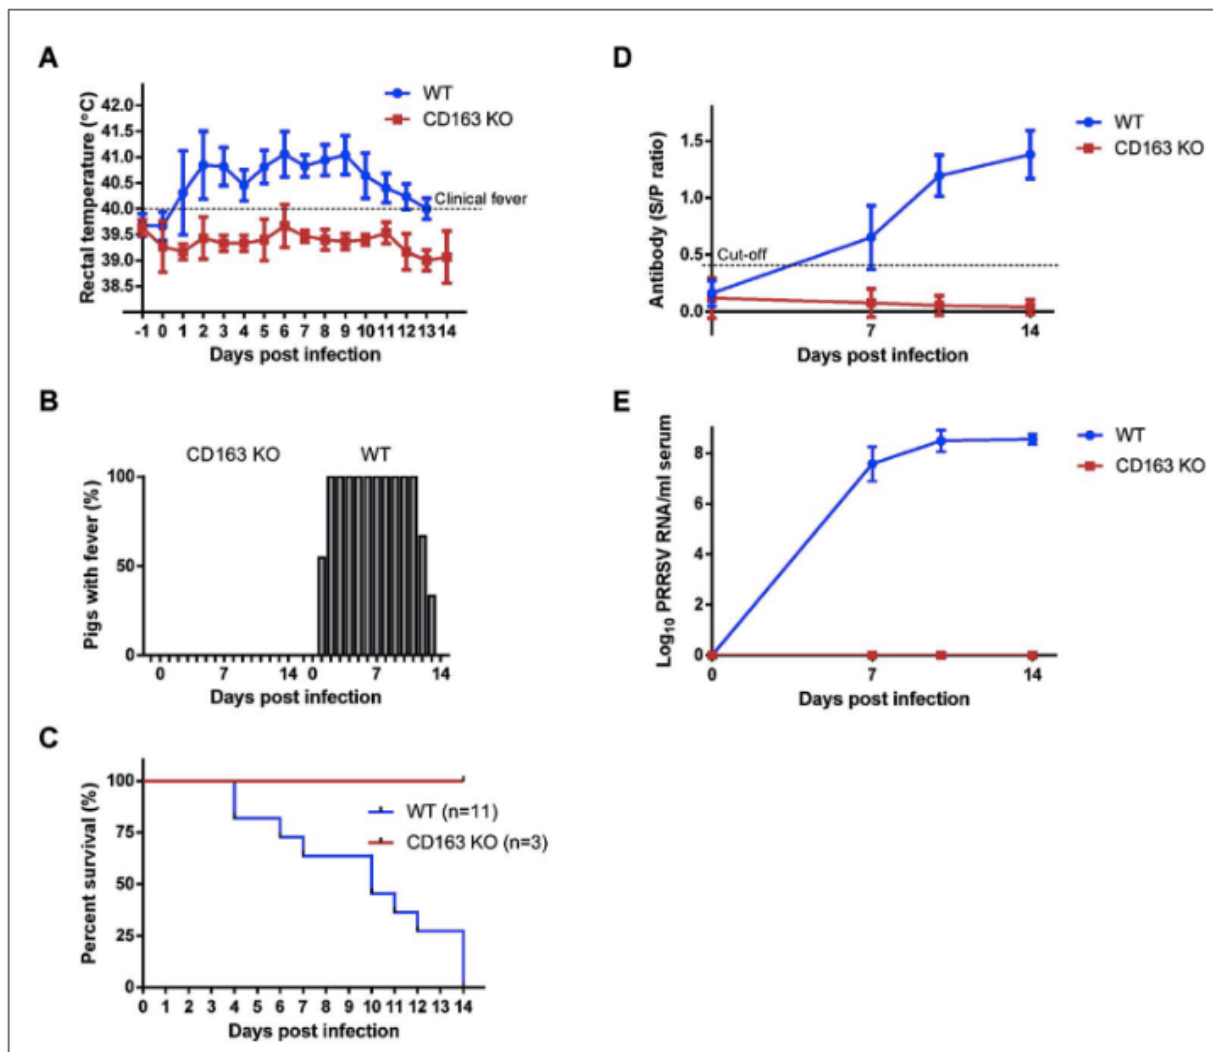 A
Rectal temperature (°C)
42.0
41.5
41.0
40.5
40.0
39.5
39.0
38.5
WT
CD163 KO
Clinical fever
-1 0 1 2 3 4 5 6 7 8 9 10 11 12 13 14
Days post infection
B
CD163 KO WT
Pigs with fever (%)
100
50
0
0 7 14 0 7 14
Days post infection
C
Percent survival (%)
100
75
50
25
0
WT (n=11)
CD163 KO (n=3)
0 1 2 3 4 5 6 7 8 9 10 11 12 13 14
Days post infection
D
Antibody (S/P ratio)
1.5
1.0
0.5
0.0
WT
CD163 KO
Cut-off
7 14
Days post infection
E
Log10 PRRSV RNA/ml serum
8
6
4
2
0
WT
CD163 KO
0 7 14
Days post infection